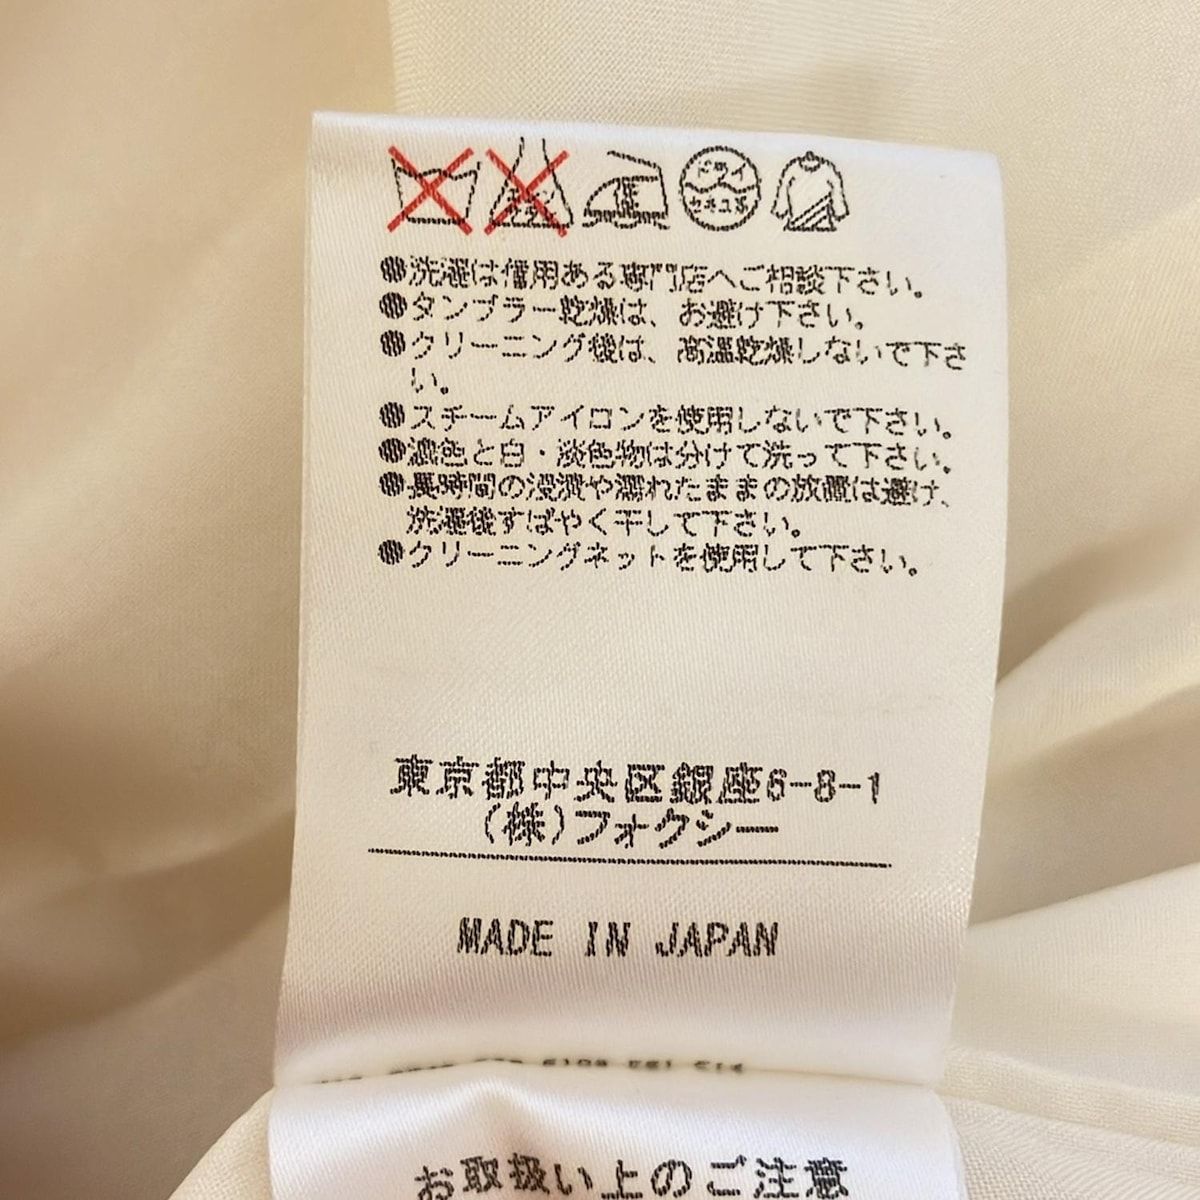 ドライ
セキユ系
●洗濯は信用ある専門店へご相談下さい。
●タンブラー乾燥は、お避け下さい。
●クリーニング後は、高温乾燥しないで下さ
い。
●スチームアイロンを使用しないで下さい。
●濃色と白・淡色物は分けて洗って下さい。
●長時間の浸漬や濡れたままの放置は避け、
洗濯後すばやく干して下さい。
●クリーニングネットを使用して下さい。
東京都中央区銀座6-8-1
(株)フォクシー
MADE IN JAPAN
お取扱い上のご注意